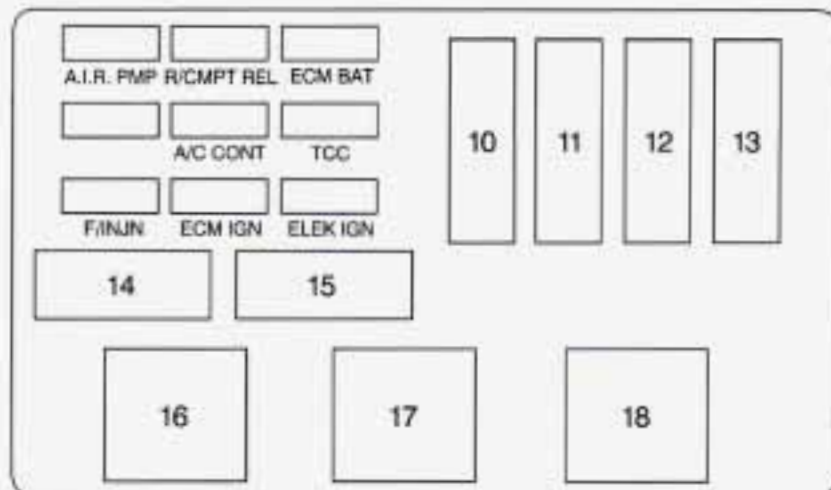 A.I.R. PMP R/CMPT REL ECM BAT
10 11 12 13
A/C CONT TCC
F/INJN ECM IGN ELEK IGN
14 15
16 17 18